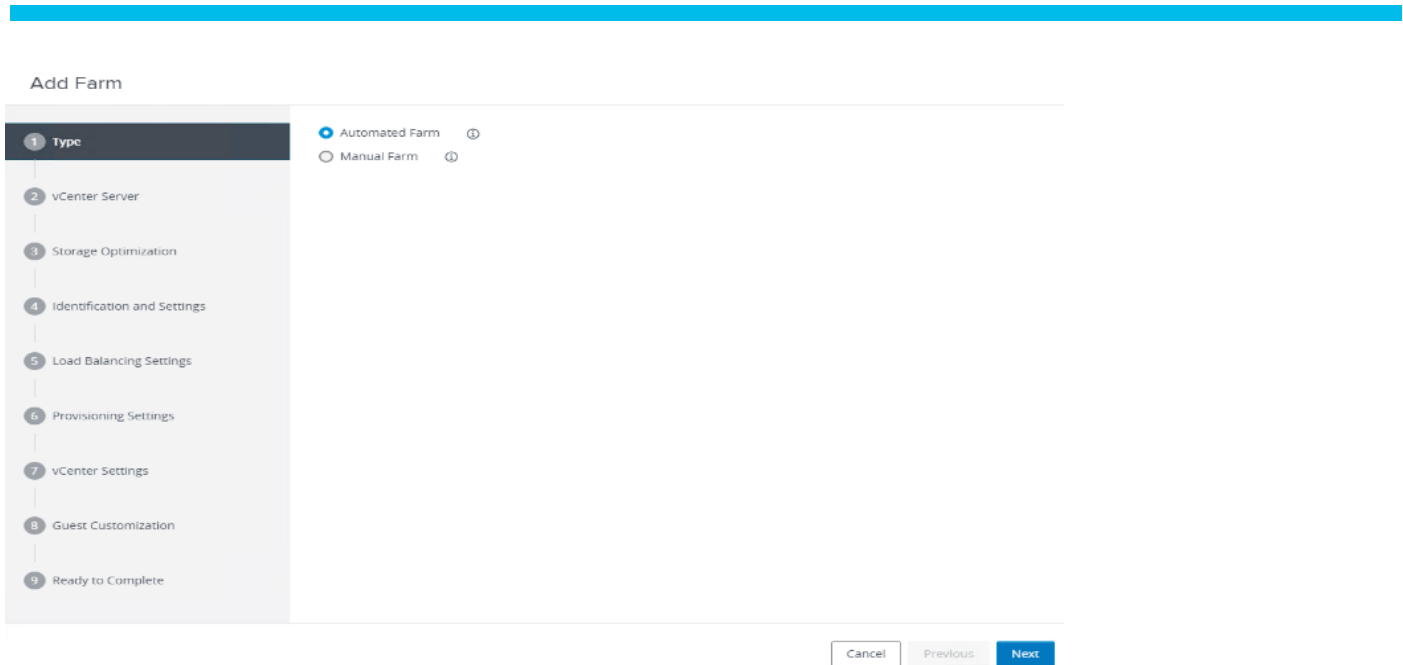 Add Farm
1 Type
Automated Farm
Manual Farm
2 vCenter Server
3 Storage Optimization
4 Identification and Settings
5 Load Balancing Settings
6 Provisioning Settings
7 vCenter Settings
8 Guest Customization
9 Ready to Complete
Cancel Previous Next